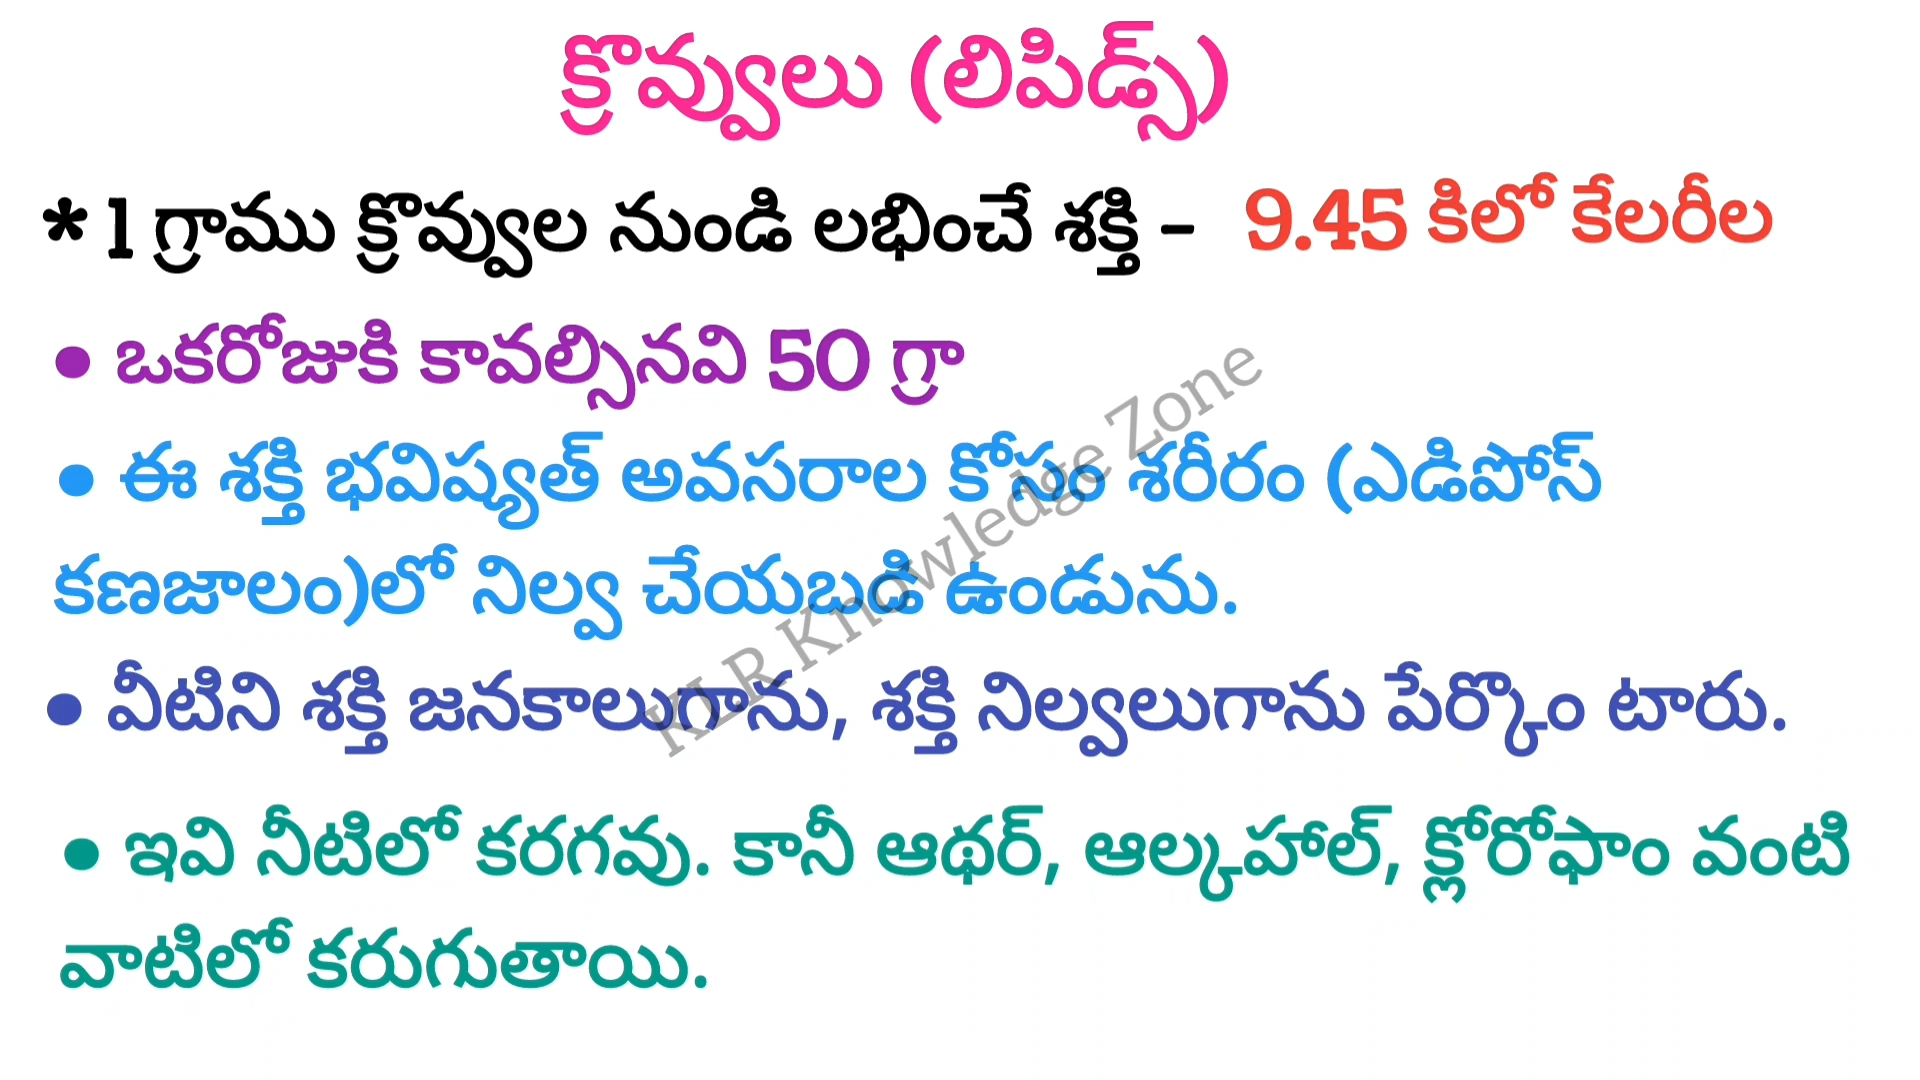 క్రొవ్వులు (లిపిడ్స్)
* 1 గ్రాము క్రొవ్వుల నుండి లభించే శక్తి – 9.45 కిలో కేలరీల
● ఒకరోజుకి కావల్సినవి 50 గ్రా
● ఈ శక్తి భవిష్యత్ అవసరాల కోసం శరీరం (ఎడిపోస్
కణజాలం)లో నిల్వ చేయబడి ఉండును.
● వీటిని శక్తి జనకాలుగాను, శక్తి నిల్వలుగాను పేర్కొం టారు.
● ఇవి నీటిలో కరగవు. కానీ ఆథర్, ఆల్కహాల్, క్లోరోఫాం వంటి
వాటిలో కరుగుతాయి.
KLR Knowledge Zone